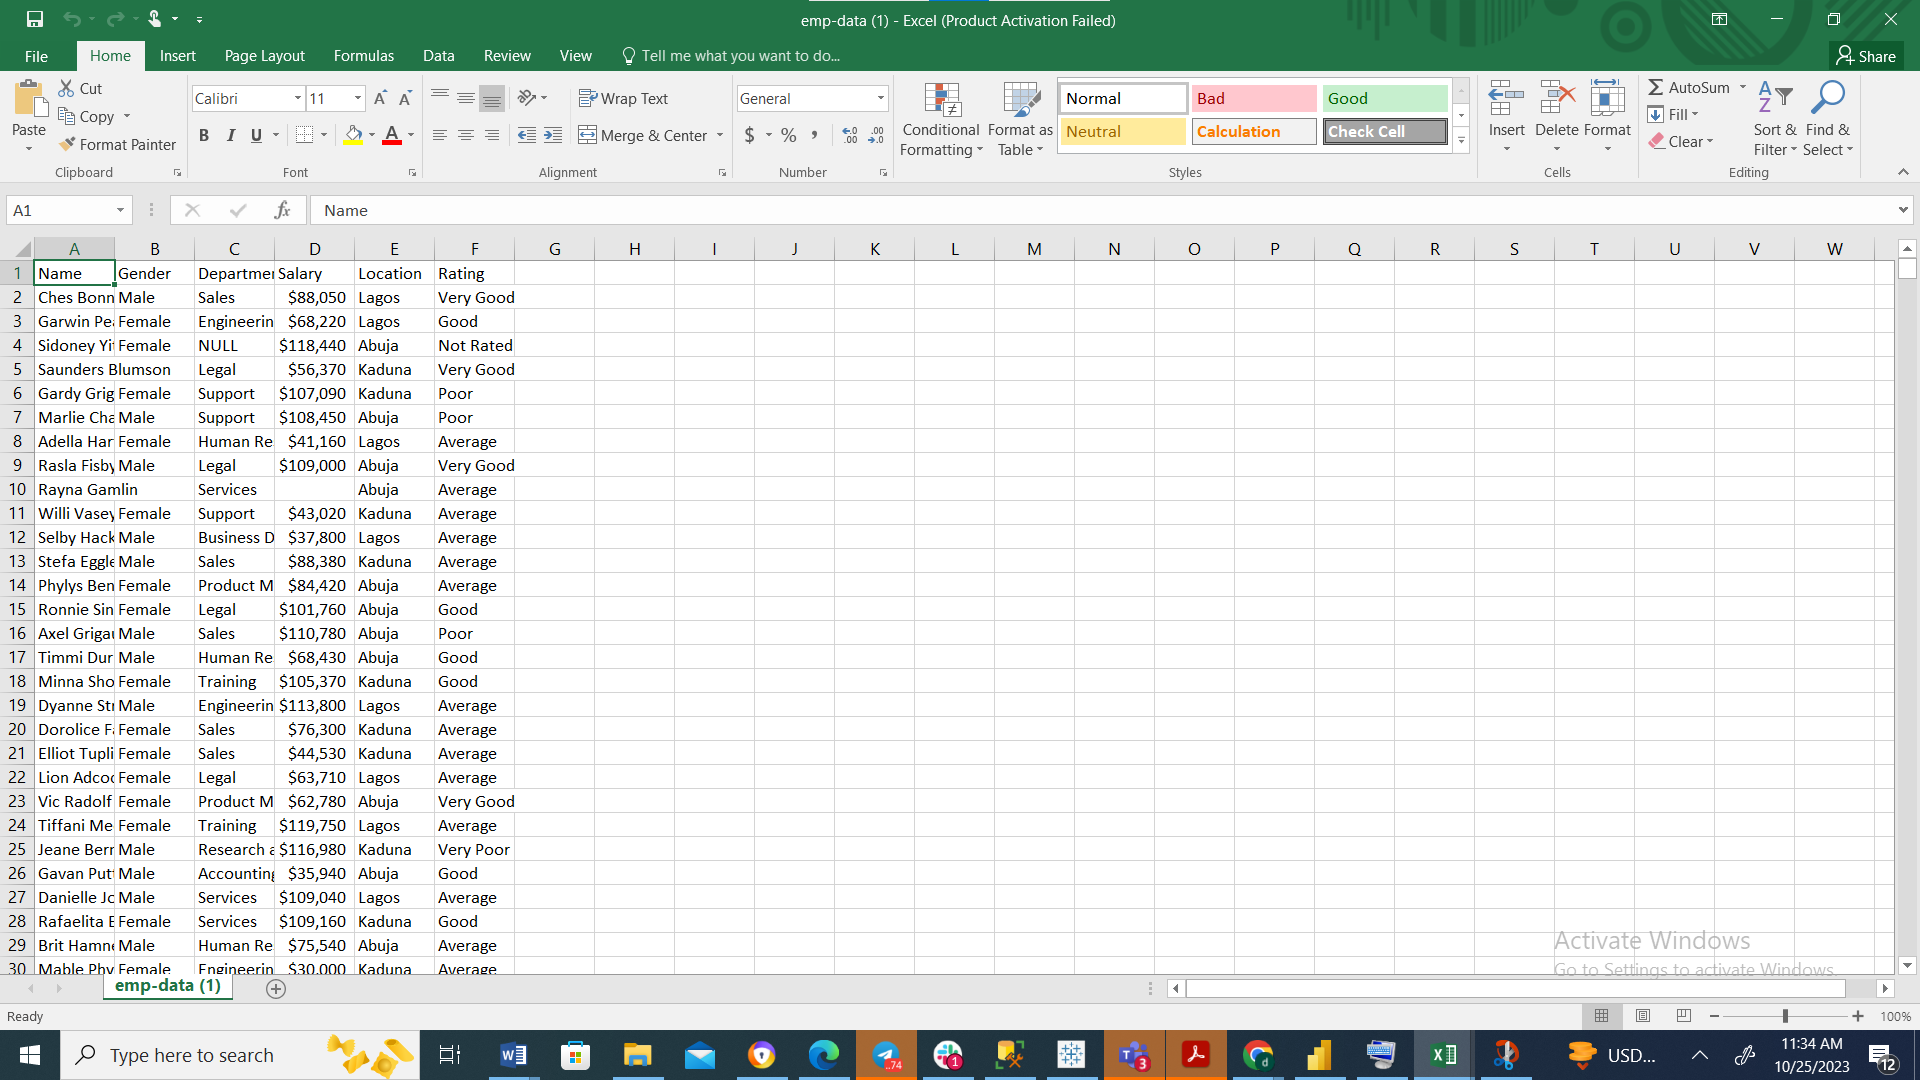 emp-data (1) - Excel (Product Activation Failed)
File Home Insert Page Layout Formulas Data Review View Tell me what you want to do... Share
Paste Cut
Copy
Format Painter
Clipboard
Calibri 11
B I U
Font
Wrap Text
Merge & Center
Alignment
General
$ % ,
Number
Conditional Formatting
Format as Table
Normal Bad Good
Neutral Calculation Check Cell
Styles
Insert Delete Format
Cells
AutoSum
Fill
Clear
Sort & Filter
Find & Select
Editing
A1 fx Name
A B C D E F G H I J K L M N O P Q R S T U V W
1 Name Gender Departmen Salary Location Rating
2 Ches Bonn Male Sales $88,050 Lagos Very Good
3 Garwin Pe Female Engineerin $68,220 Lagos Good
4 Sidoney Yi Female NULL $118,440 Abuja Not Rated
5 Saunders Blumson Legal $56,370 Kaduna Very Good
6 Gardy Grig Female Support $107,090 Kaduna Poor
7 Marlie Cha Male Support $108,450 Abuja Poor
8 Adella Har Female Human Re $41,160 Lagos Average
9 Rasla Fisby Male Legal $109,000 Abuja Very Good
10 Rayna Gamlin Services Abuja Average
11 Willi Vasey Female Support $43,020 Kaduna Average
12 Selby Hack Male Business D $37,800 Lagos Average
13 Stefa Eggle Male Sales $88,380 Kaduna Average
14 Phylys Ben Female Product M $84,420 Abuja Average
15 Ronnie Sin Female Legal $101,760 Abuja Good
16 Axel Grigau Male Sales $110,780 Abuja Poor
17 Timmi Dur Male Human Re $68,430 Abuja Good
18 Minna Sho Female Training $105,370 Kaduna Good
19 Dyanne Str Male Engineerin $113,800 Lagos Average
20 Dorolice Fa Female Sales $76,300 Kaduna Average
21 Elliot Tupli Female Sales $44,530 Kaduna Average
22 Lion Adcoc Female Legal $63,710 Lagos Average
23 Vic Radolf Female Product M $62,780 Abuja Very Good
24 Tiffani Me Female Training $119,750 Lagos Average
25 Jeane Berr Male Research a $116,980 Kaduna Very Poor
26 Gavan Put Male Accounting $35,940 Abuja Good
27 Danielle Jo Male Services $109,040 Lagos Average
28 Rafaelita E Female Services $109,160 Kaduna Good
29 Brit Hamne Male Human Re $75,540 Abuja Average
30 Mable Phy Female Engineerin $30,000 Kaduna Average
Activate Windows
Go to Settings to activate Windows.
emp-data (1)
Ready 100%
Type here to search
USD...
11:34 AM
10/25/2023
12